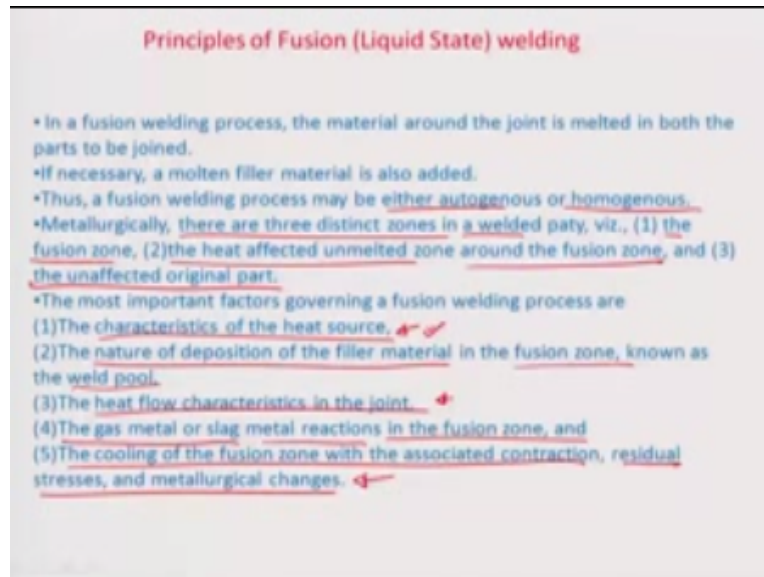 Principles of Fusion (Liquid State) welding
•In a fusion welding process, the material around the joint is melted in both the
parts to be joined.
•If necessary, a molten filler material is also added.
•Thus, a fusion welding process may be either autogenous or homogenous.
•Metallurgically, there are three distinct zones in a welded paty, viz., (1) the
fusion zone, (2)the heat affected unmelted zone around the fusion zone, and (3)
the unaffected original part.
•The most important factors governing a fusion welding process are
(1)The characteristics of the heat source,
(2)The nature of deposition of the filler material in the fusion zone, known as
the weld pool,
(3)The heat flow characteristics in the joint,
(4)The gas metal or slag metal reactions in the fusion zone, and
(5)The cooling of the fusion zone with the associated contraction, residual
stresses, and metallurgical changes.